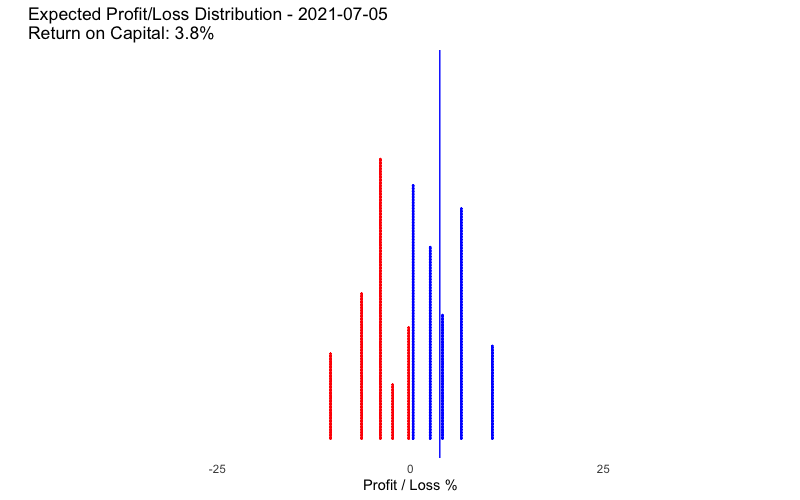 Expected Profit/Loss Distribution - 2021-07-05
Return on Capital: 3.8%
-25 0 25
Profit / Loss %